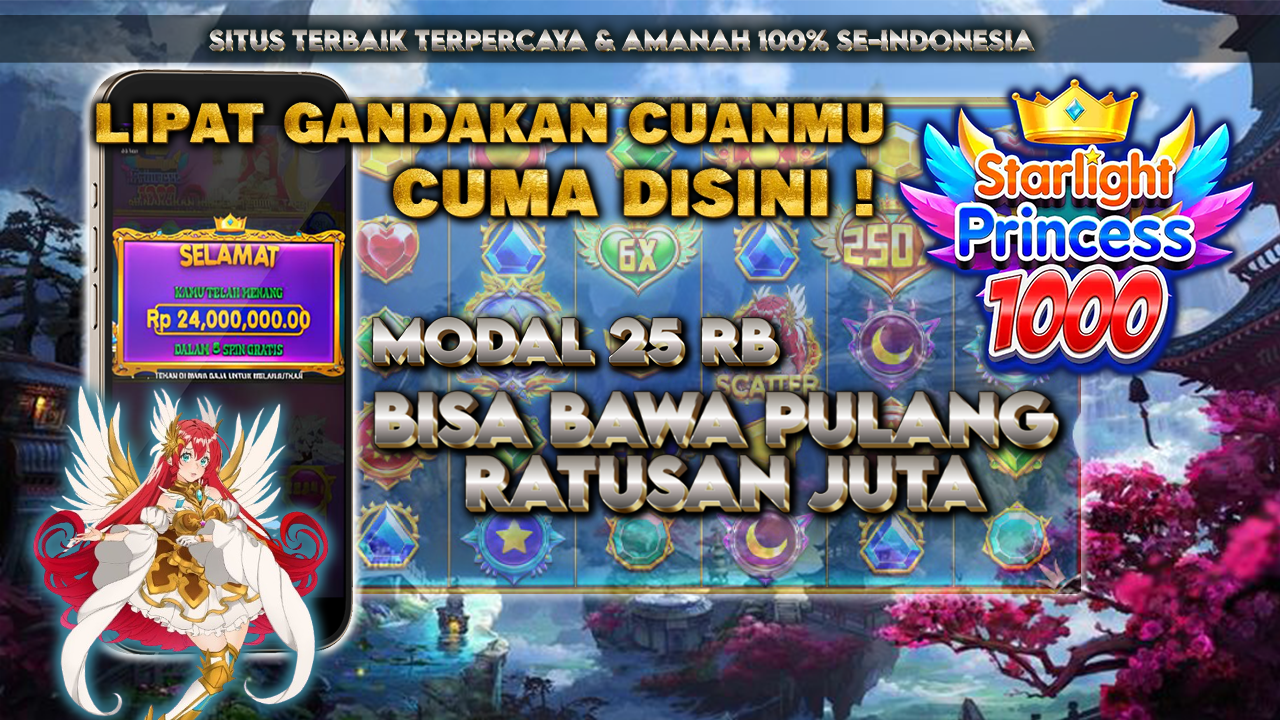 SITUS TERBAIK TERPERCAYA & AMANAH 100% SE-INDONESIA
LIPAT GANDAKAN CUANMU
CUMA DISINI !
Starlight
Princess
1000
SELAMAT
KAMU TELAH MENANG
Rp 24,000,000.00
DALAM 5 SPIN GRATIS
6X
250
MODAL 25 RB
SCATTER
BISA BAWA PULANG
RATUSAN JUTA